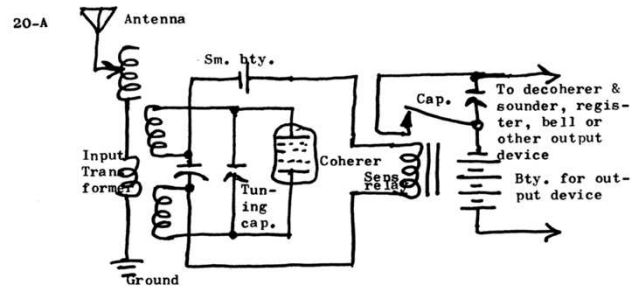 20-A
Antenna
Sm. bty.
Cap.
To decoherer &
sounder, regis-
ter, bell or
other output
device
Input
Trans
former
Coherer
Tun-
ing
cap.
Sens
relay
Bty. for out-
put device
Ground